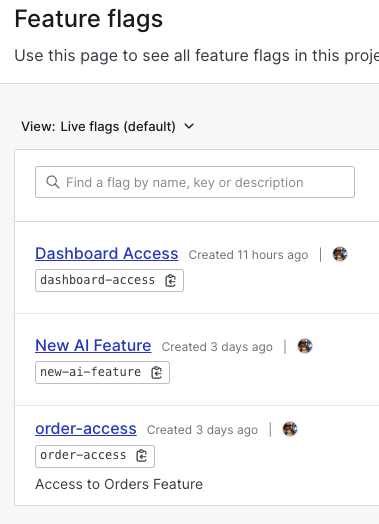 Feature flags
Use this page to see all feature flags in this
View: Live flags (default)
Find a flag by name, key or description
Dashboard Access Created 11 hours ago |
dashboard-access
New AI Feature Created 3 days ago |
new-ai-feature
order-access Created 3 days ago |
order-access
Access to Orders Feature